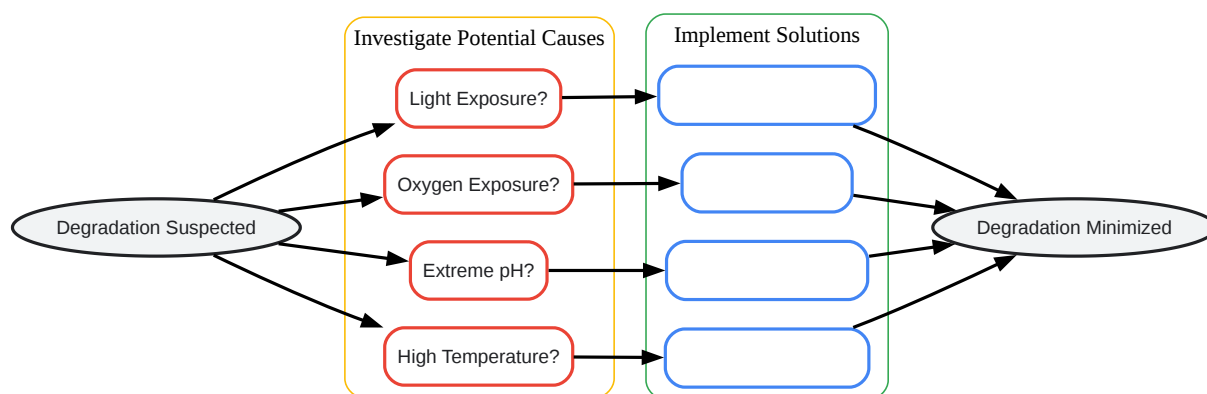 Investigate Potential Causes
Implement Solutions
Light Exposure?
Oxygen Exposure?
Degradation Suspected
Degradation Minimized
Extreme pH?
High Temperature?